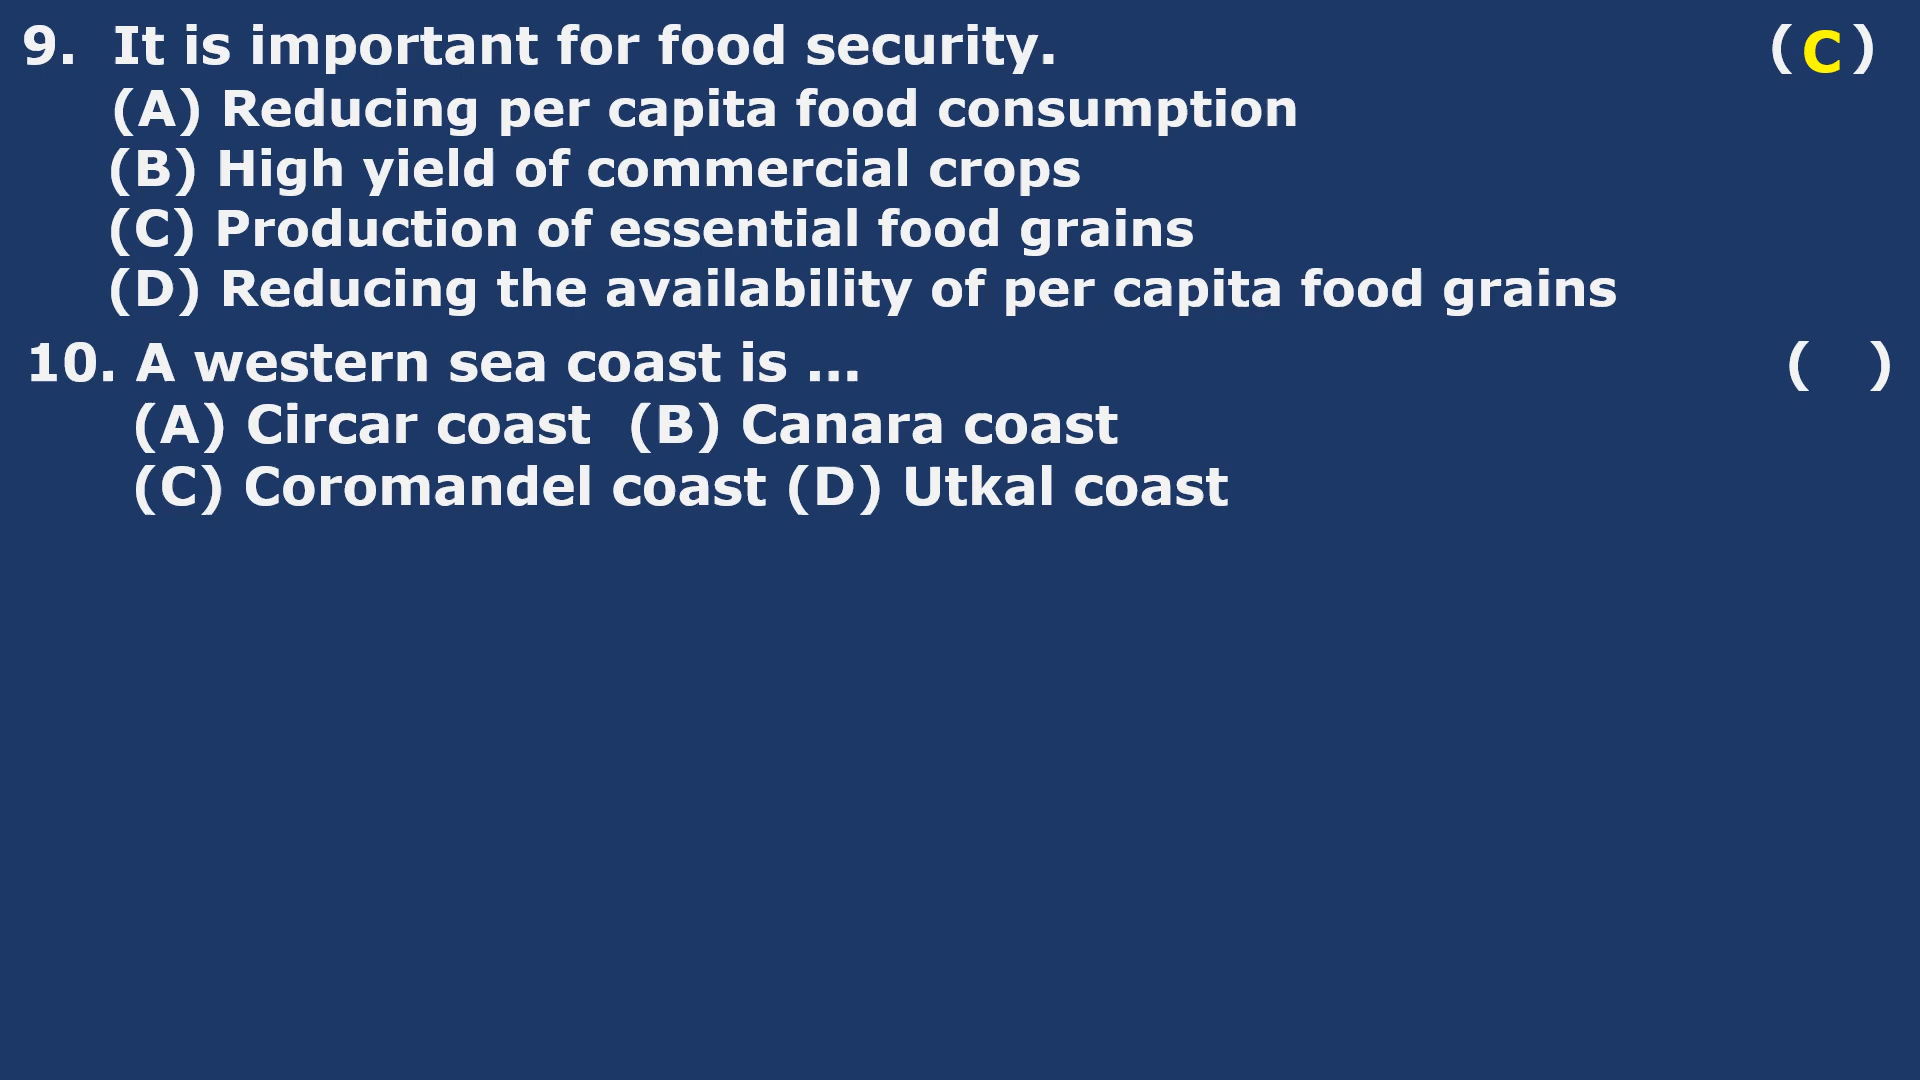 9. It is important for food security. ( C )
(A) Reducing per capita food consumption
(B) High yield of commercial crops
(C) Production of essential food grains
(D) Reducing the availability of per capita food grains
10. A western sea coast is ... ( )
(A) Circar coast (B) Canara coast
(C) Coromandel coast (D) Utkal coast